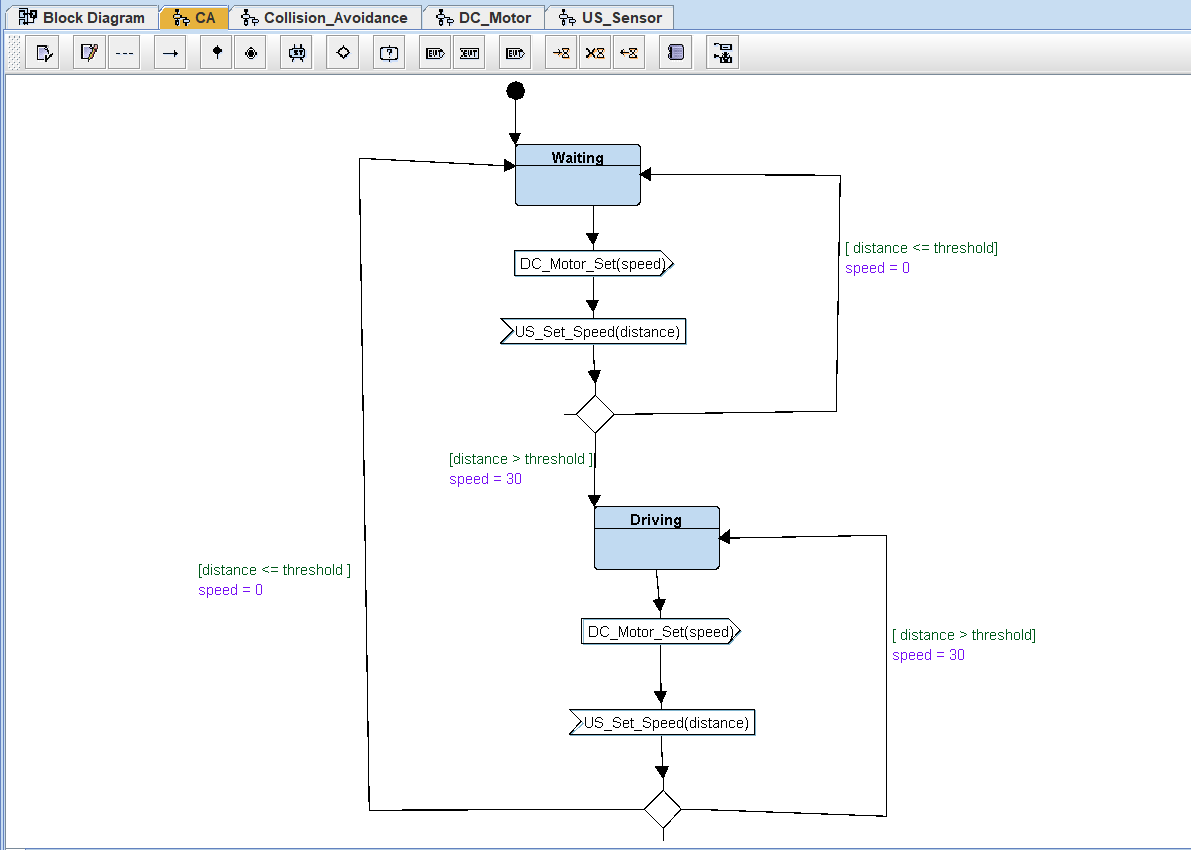 Block Diagram CA Collision_Avoidance DC_Motor US_Sensor
Waiting
DC_Motor_Set(speed)
US_Set_Speed(distance)
[ distance <= threshold]
speed = 0
[distance > threshold ]
speed = 30
Driving
DC_Motor_Set(speed)
US_Set_Speed(distance)
[distance <= threshold ]
speed = 0
[ distance > threshold]
speed = 30